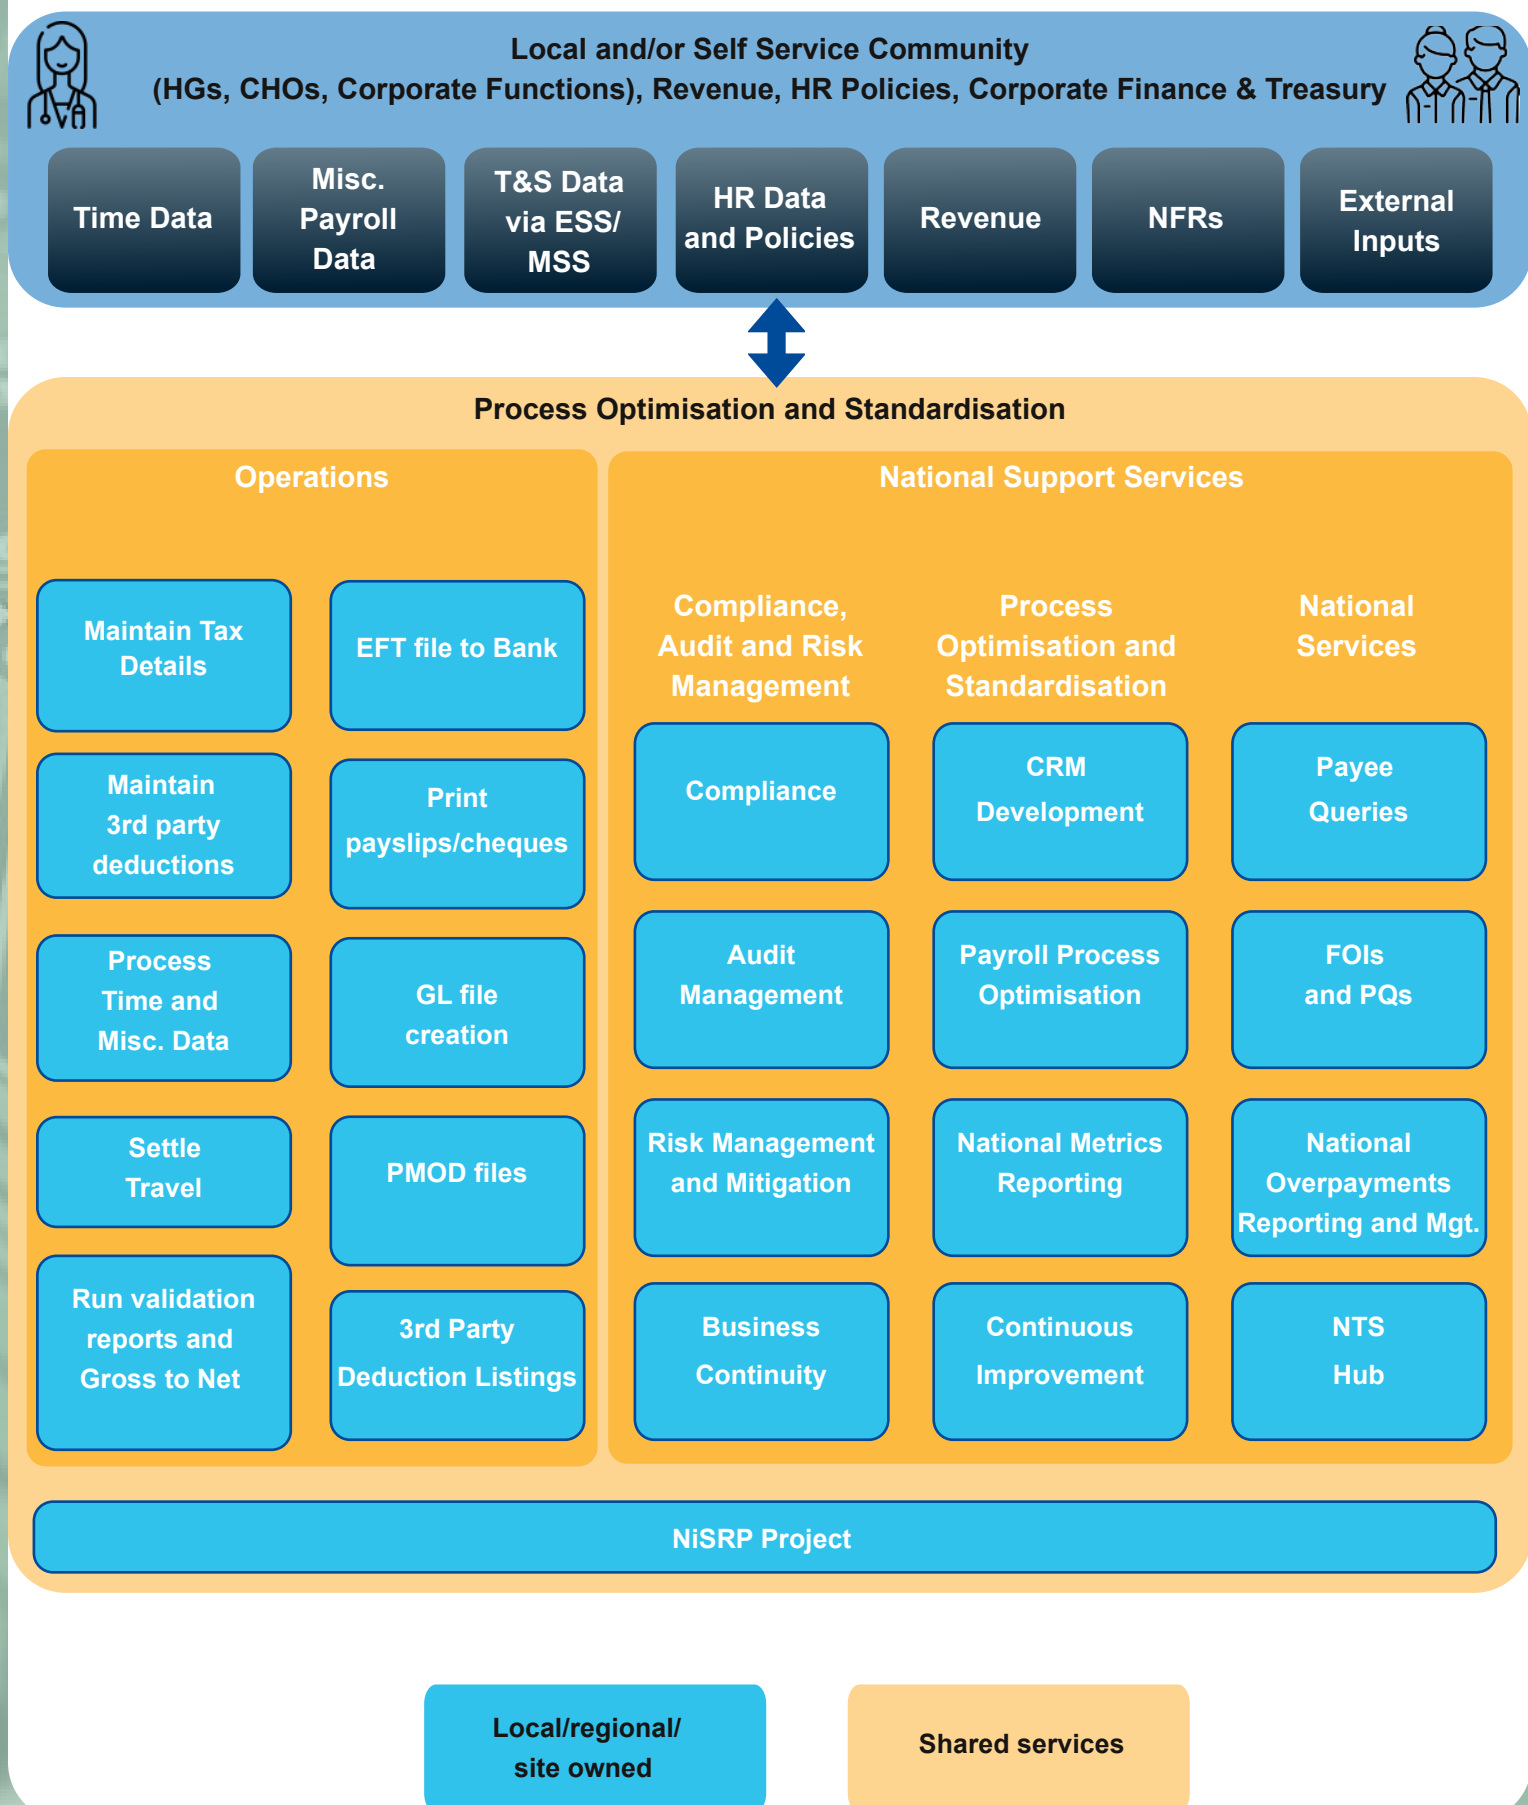 Local and/or Self Service Community
(HGs, CHOs, Corporate Functions), Revenue, HR Policies, Corporate Finance & Treasury
Time Data
Misc.
Payroll
Data
T&S Data
via ESS/
MSS
HR Data
and Policies
Revenue
NFRs
External
Inputs
Process Optimisation and Standardisation
Operations
Maintain Tax
Details
EFT file to Bank
Maintain
3rd party
deductions
Print
payslips/cheques
Process
Time and
Misc. Data
GL file
creation
Settle
Travel
PMOD files
Run validation
reports and
Gross to Net
3rd Party
Deduction Listings
National Support Services
Compliance,
Audit and Risk
Management
Compliance
Audit
Management
Risk Management
and Mitigation
Business
Continuity
Process
Optimisation and
Standardisation
CRM
Development
Payroll Process
Optimisation
National Metrics
Reporting
Continuous
Improvement
National
Services
Payee
Queries
FOIs
and PQs
National
Overpayments
Reporting and Mgt.
NTS
Hub
NiSRP Project
Local/regional/
site owned
Shared services